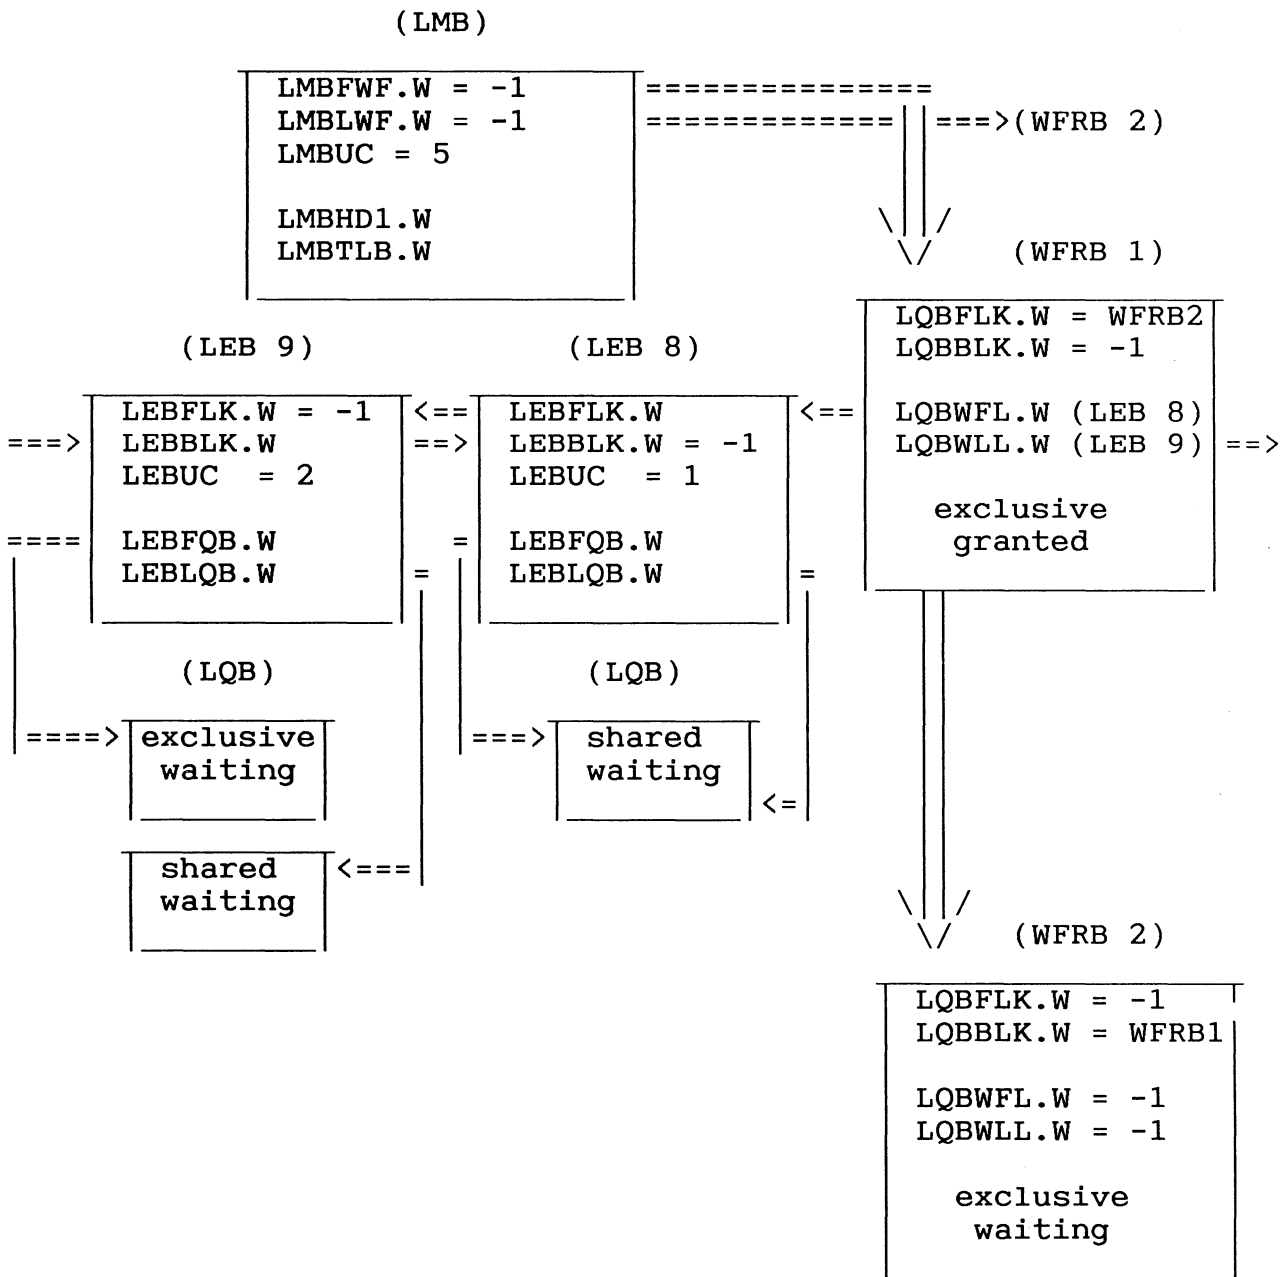 (LMB)
LMBFWF.W = -1 ===============
LMBLWF.W = -1 ============= ===>(WFRB 2)
LMBUC = 5
LMBHD1.W
LMBTLB.W
(WFRB 1)
LQBFLK.W = WFRB2
(LEB 9) (LEB 8) LQBBLK.W = -1
LEBFLK.W = -1 <== LEBFLK.W <== LQBWFL.W (LEB 8)
===> LEBBLK.W ==> LEBBLK.W = -1 LQBWLL.W (LEB 9) ==>
LEBUC = 2 LEBUC = 1
exclusive
==== LEBFQB.W = LEBFQB.W granted
LEBLQB.W = LEBLQB.W =
(LQB) (LQB)
====> exclusive ===> shared
waiting waiting
<=
shared <===
waiting
(WFRB 2)
LQBFLK.W = -1
LQBBLK.W = WFRB1
LQBWFL.W = -1
LQBWLL.W = -1
exclusive
waiting